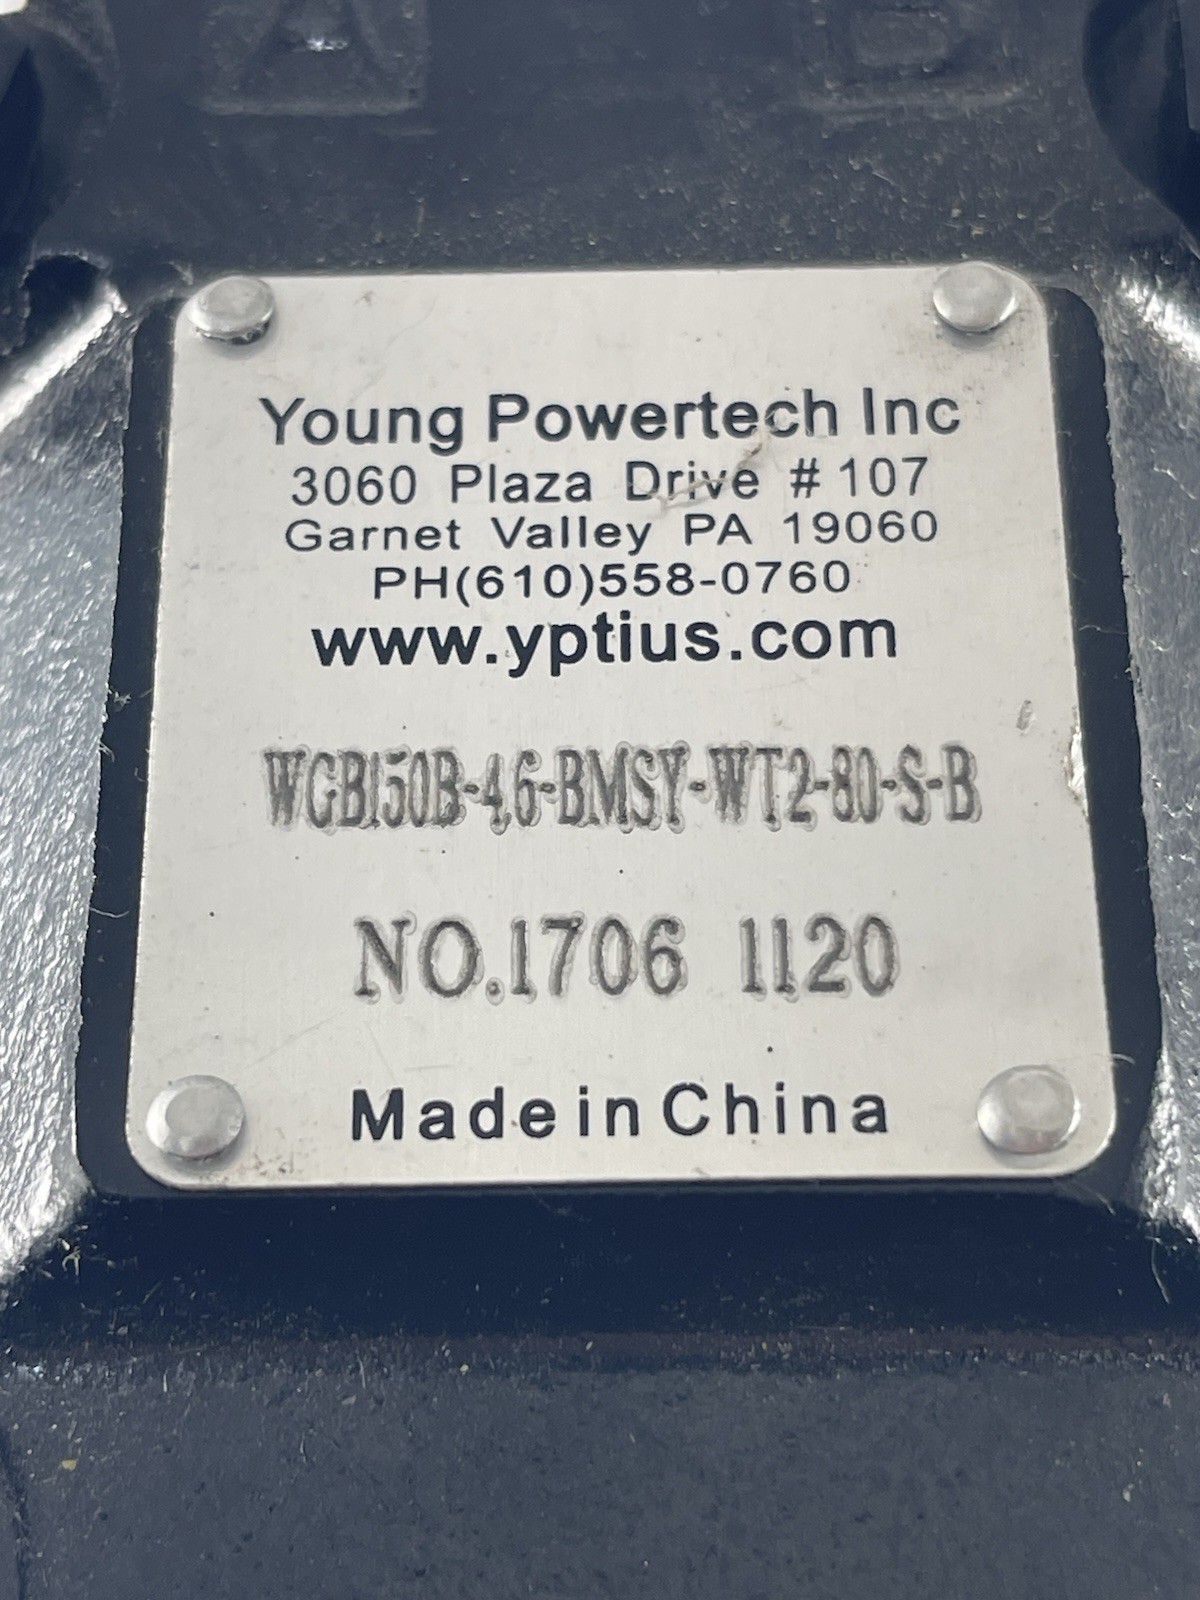 A B
Young Powertech Inc
3060 Plaza Drive # 107
Garnet Valley PA 19060
PH(610)558-0760
www.yptius.com
WGB150B-4.6-BMSY-WT2-80-S-B
NO.1706 1120
Made in China